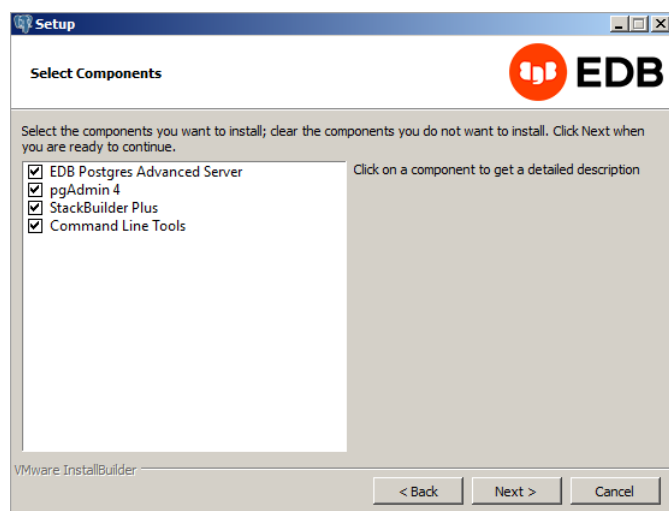 Setup
Select Components
EDB
Select the components you want to install; clear the components you do not want to install. Click Next when
you are ready to continue.
EDB Postgres Advanced Server
pgAdmin 4
StackBuilder Plus
Command Line Tools
Click on a component to get a detailed description
VMware InstallBuilder
< Back
Next >
Cancel